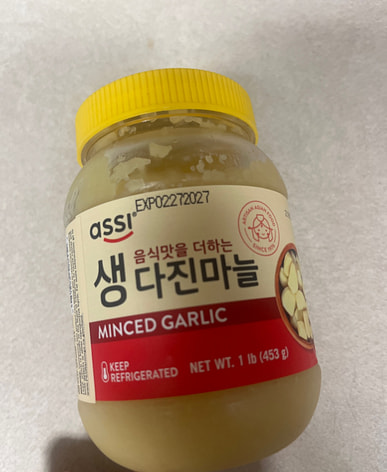 EXP02272027
assi
음식맛을 더하는
생 다진마늘
MINCED GARLIC
KEEP
REFRIGERATED
NET WT. 1 lb (453 g)